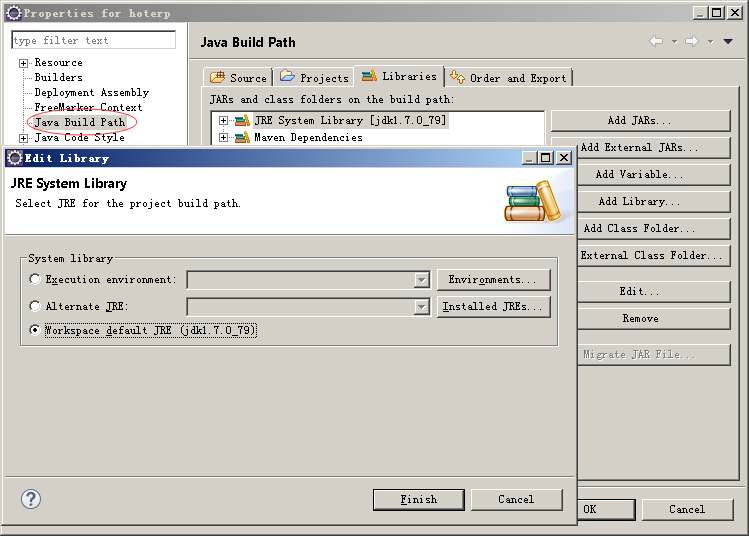 Properties for hoterp
type filter text
Resource
Builders
Deployment Assembly
FreeMarker Context
Java Build Path
Java Code Style
Java Build Path
Source
Projects
Libraries
Order and Export
JARs and class folders on the build path:
JRE System Library [jdk1.7.0_79]
Maven Dependencies
Add JARs...
Add External JARs...
Add Variable...
Add Library...
Add Class Folder...
External Class Folder...
Edit...
Remove
Migrate JAR File...
OK
Cancel
Edit Library
JRE System Library
Select JRE for the project build path.
System library
Execution environment:
Environments...
Alternate JRE:
Installed JREs...
Workspace default JRE (jdk1.7.0_79)
?
Finish
Cancel